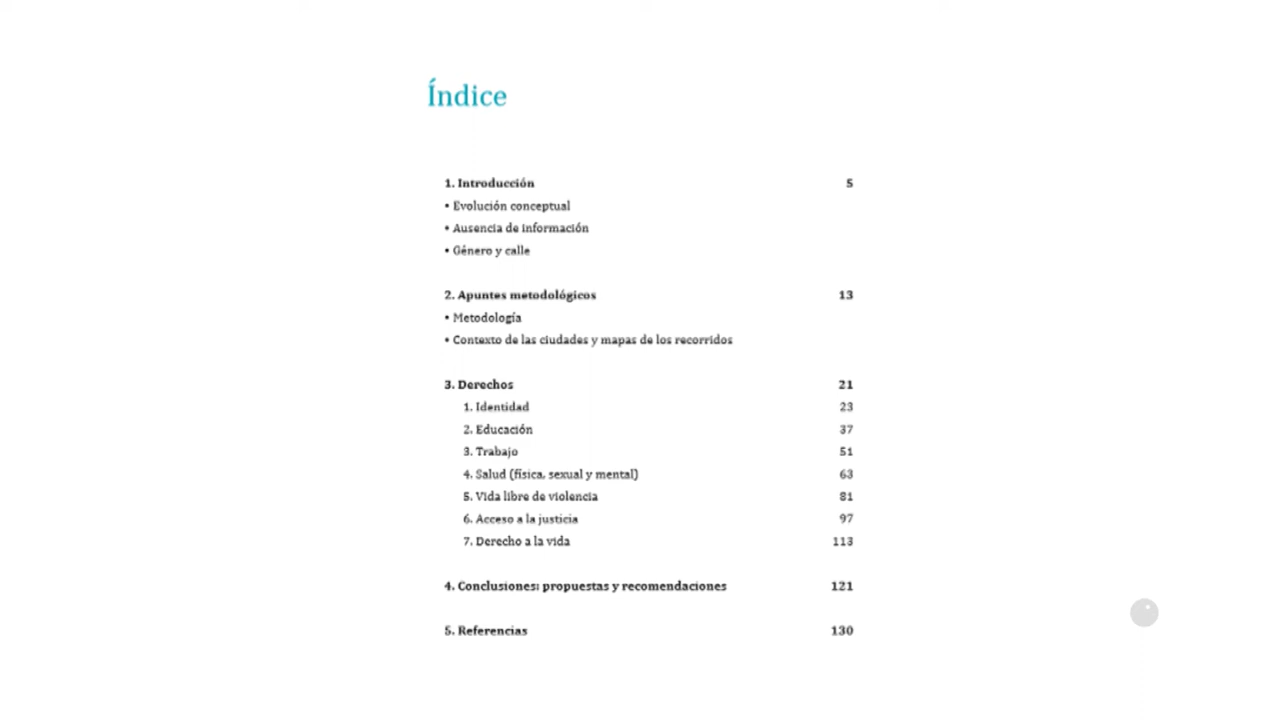 Índice
1. Introducción 5
• Evolución conceptual
• Ausencia de información
• Género y calle
2. Apuntes metodológicos 13
• Metodología
• Contexto de las ciudades y mapas de los recorridos
3. Derechos 21
1. Identidad 23
2. Educación 37
3. Trabajo 51
4. Salud (física, sexual y mental) 63
5. Vida libre de violencia 81
6. Acceso a la justicia 97
7. Derecho a la vida 113
4. Conclusiones: propuestas y recomendaciones 121
5. Referencias 130